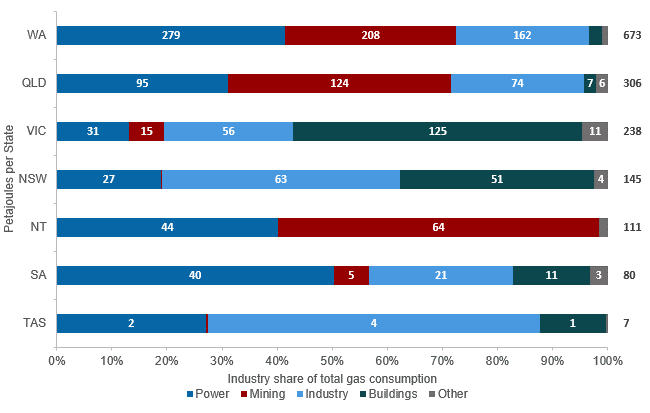 WA 279 208 162 673
QLD 95 124 74 7 6 306
VIC 31 15 56 125 11 238
NSW 27 63 51 4 145
NT 44 64 111
SA 40 5 21 11 3 80
TAS 2 4 1 7
Petajoules per State
0% 10% 20% 30% 40% 50% 60% 70% 80% 90% 100%
Industry share of total gas consumption
Power Mining Industry Buildings Other